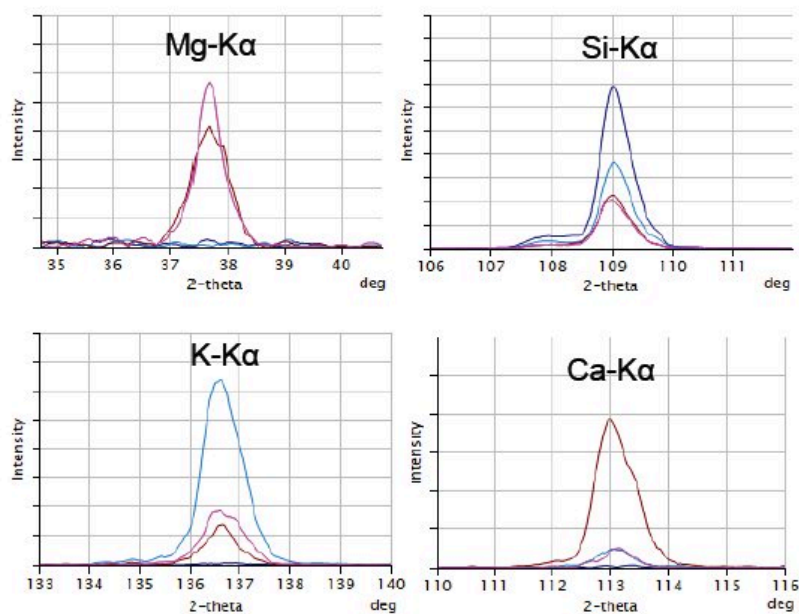 Mg-Kα
Intensity
35 36 37 38 39 40
2-theta
deg
Si-Kα
Intensity
106 107 108 109 110 111
2-theta
deg
K-Kα
Intensity
133 134 135 136 137 138 139 140
2-theta
deg
Ca-Kα
Intensity
110 111 112 113 114 115 116
2-theta
deg